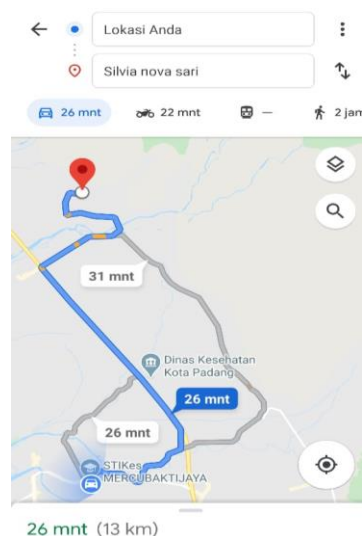 Lokasi Anda
Silvia nova sari
26 mnt
22 mnt
—
2 jam
31 mnt
Dinas Kesehatan
Kota Padang
26 mnt
26 mnt
STIKes
MERCUBAKTIJAYA
26 mnt (13 km)